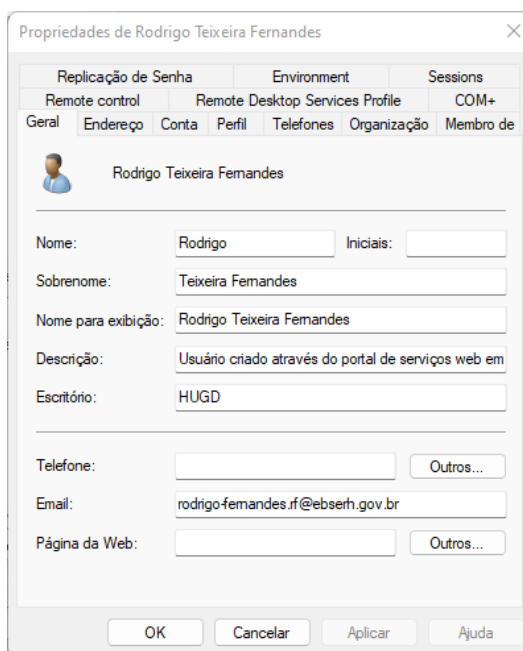 Propriedades de Rodrigo Teixeira Fernandes
Replicação de Senha Environment Sessions
Remote control Remote Desktop Services Profile COM+
Geral Endereço Conta Perfil Telefones Organização Membro de
Rodrigo Teixeira Fernandes
Nome: Rodrigo Iniciais:
Sobrenome: Teixeira Fernandes
Nome para exibição: Rodrigo Teixeira Fernandes
Descrição: Usuário criado através do portal de serviços web em
Escritório: HUGD
Telefone: Outros...
Email: rodrigo-fernandes.rf@ebserh.gov.br
Página da Web: Outros...
OK Cancelar Aplicar Ajuda